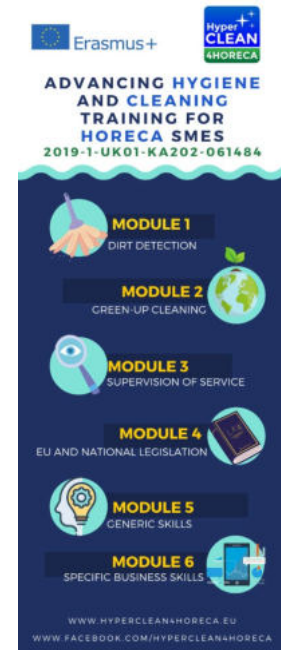 Erasmus+
Hyper
CLEAN
4HORECA
ADVANCING HYGIENE
AND CLEANING
TRAINING FOR
HORECA SMES
2019-1-UK01-KA202-061484
MODULE 1
DIRT DETECTION
MODULE 2
GREEN-UP CLEANING
MODULE 3
SUPERVISION OF SERVICE
MODULE 4
EU AND NATIONAL LEGISLATION
MODULE 5
GENERIC SKILLS
MODULE 6
SPECIFIC BUSINESS SKILLS
WWW.HYPERCLEAN4HORECA.EU
WWW.FACEBOOK.COM/HYPERCLEAN4HORECA